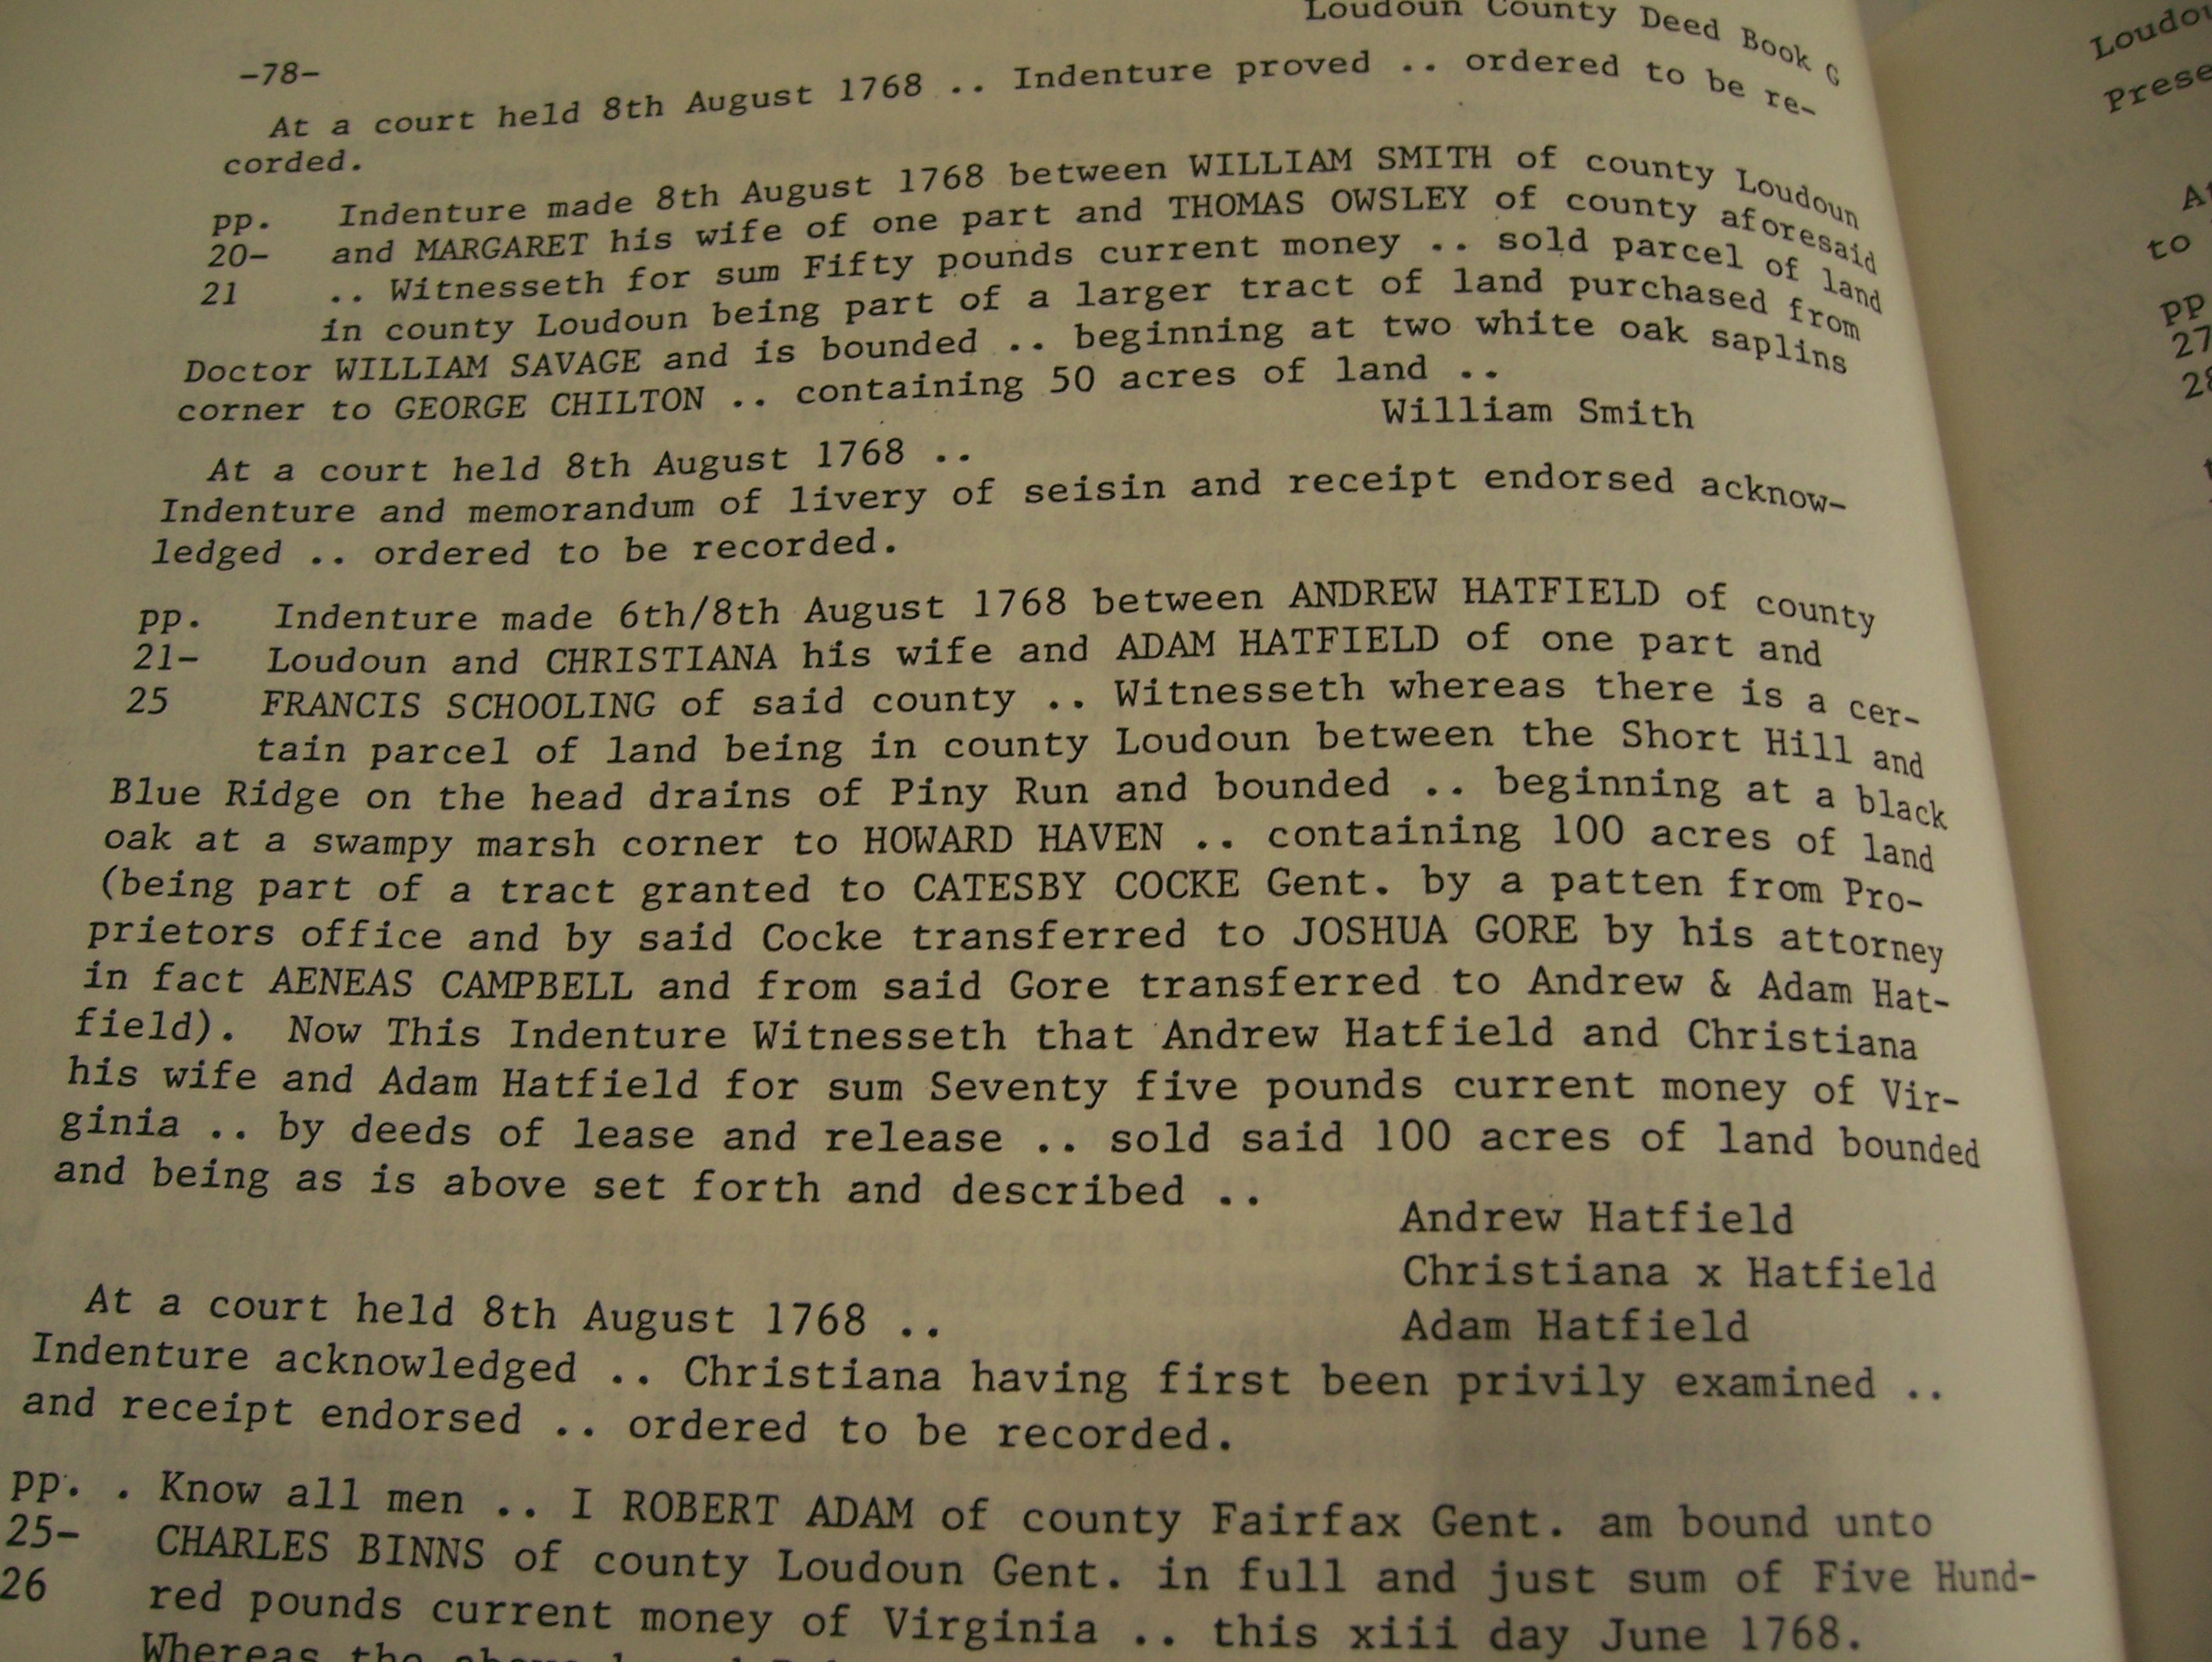 Loudoun County Deed Book G
-78-
At a court held 8th August 1768 .. Indenture proved .. ordered to be re-
corded.
pp. Indenture made 8th August 1768 between WILLIAM SMITH of county Loudoun
20- and MARGARET his wife of one part and THOMAS OWSLEY of county aforesaid
21 .. Witnesseth for sum Fifty pounds current money .. sold parcel of land
in county Loudoun being part of a larger tract of land purchased from
Doctor WILLIAM SAVAGE and is bounded .. beginning at two white oak saplins
corner to GEORGE CHILTON .. containing 50 acres of land ..
William Smith
At a court held 8th August 1768 ..
Indenture and memorandum of livery of seisin and receipt endorsed acknow-
ledged .. ordered to be recorded.
pp. Indenture made 6th/8th August 1768 between ANDREW HATFIELD of county
21- Loudoun and CHRISTIANA his wife and ADAM HATFIELD of one part and
25 FRANCIS SCHOOLING of said county .. Witnesseth whereas there is a cer-
tain parcel of land being in county Loudoun between the Short Hill and
Blue Ridge on the head drains of Piny Run and bounded .. beginning at a black
oak at a swampy marsh corner to HOWARD HAVEN .. containing 100 acres of land
(being part of a tract granted to CATESBY COCKE Gent. by a patten from Pro-
prietors office and by said Cocke transferred to JOSHUA GORE by his attorney
in fact AENEAS CAMPBELL and from said Gore transferred to Andrew & Adam Hat-
field). Now This Indenture Witnesseth that Andrew Hatfield and Christiana
his wife and Adam Hatfield for sum Seventy five pounds current money of Vir-
ginia .. by deeds of lease and release .. sold said 100 acres of land bounded
and being as is above set forth and described ..
Andrew Hatfield
Christiana x Hatfield
At a court held 8th August 1768 .. Adam Hatfield
Indenture acknowledged .. Christiana having first been privily examined ..
and receipt endorsed .. ordered to be recorded.
pp. . Know all men .. I ROBERT ADAM of county Fairfax Gent. am bound unto
25- CHARLES BINNS of county Loudoun Gent. in full and just sum of Five Hund-
26 red pounds current money of Virginia .. this xiii day June 1768.
Whereas the above
to
pp
27
28